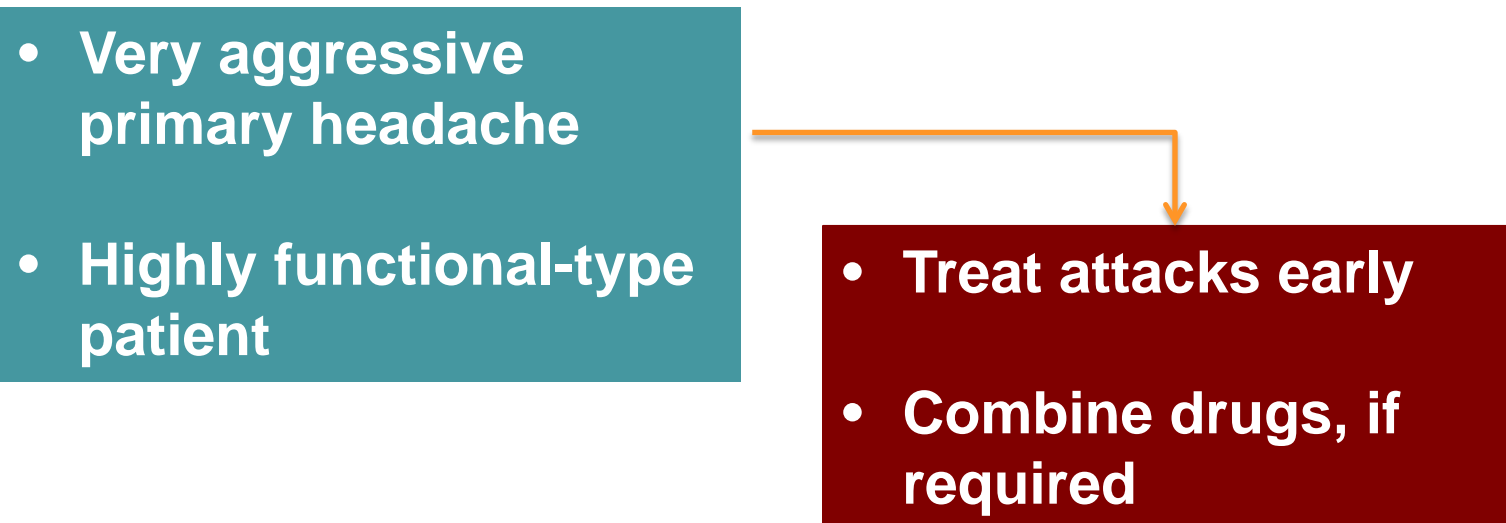 • Very aggressive
primary headache
• Highly functional-type
patient
• Treat attacks early
• Combine drugs, if
required